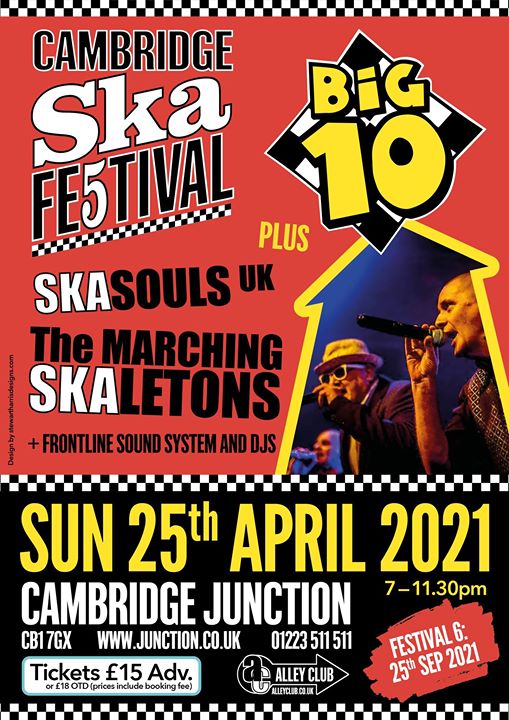 CAMBRIDGE
Ska
FE5TIVAL
BiG
10
PLUS
SKASOULS UK
The MARCHING
SKALETONS
+ FRONTLINE SOUND SYSTEM AND DJS
Design by stewartharrisdesigns.com
SUN 25th APRIL 2021
7–11.30pm
CAMBRIDGE JUNCTION
CB1 7GX WWW.JUNCTION.CO.UK 01223 511 511
Tickets £15 Adv.
or £18 OTD (prices include booking fee)
ae ALLEY CLUB
ALLEYCLUB.CO.UK
FESTIVAL 6:
25th SEP 2021